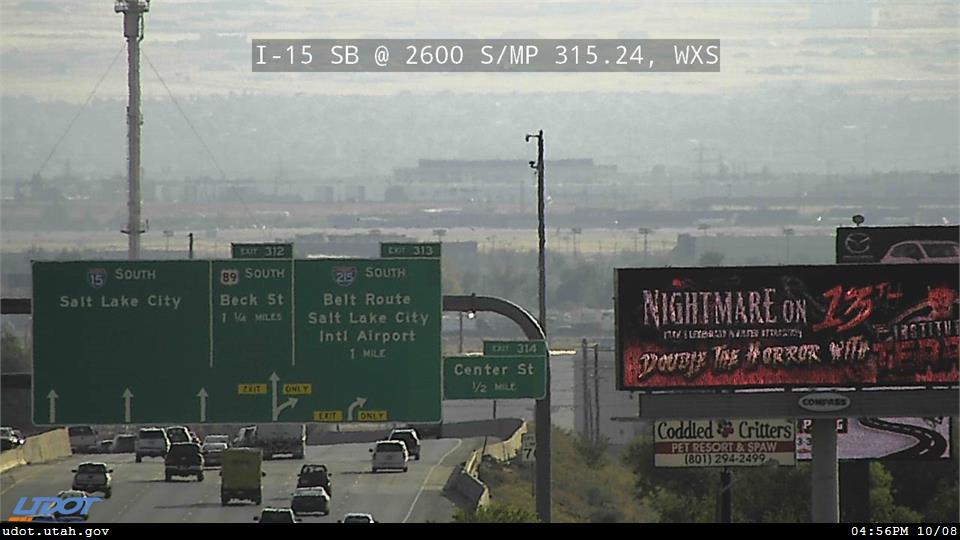 I-15 SB @ 2600 S/MP 315.24, WXS
EXIT 312
EXIT 313
15 SOUTH
Salt Lake City
89 SOUTH
Beck St
1 ¼ MILES
215 SOUTH
Belt Route
Salt Lake City
Intl Airport
1 MILE
EXIT ONLY
EXIT ONLY
EXIT 314
Center St
½ MILE
NIGHTMARE ON 13TH
DOUBLE THE HORROR WITH
COMPASS
Coddled Critters
PET RESORT & SPAW
(801) 294-2499
UDOT
udot.utah.gov
04:56PM 10/08